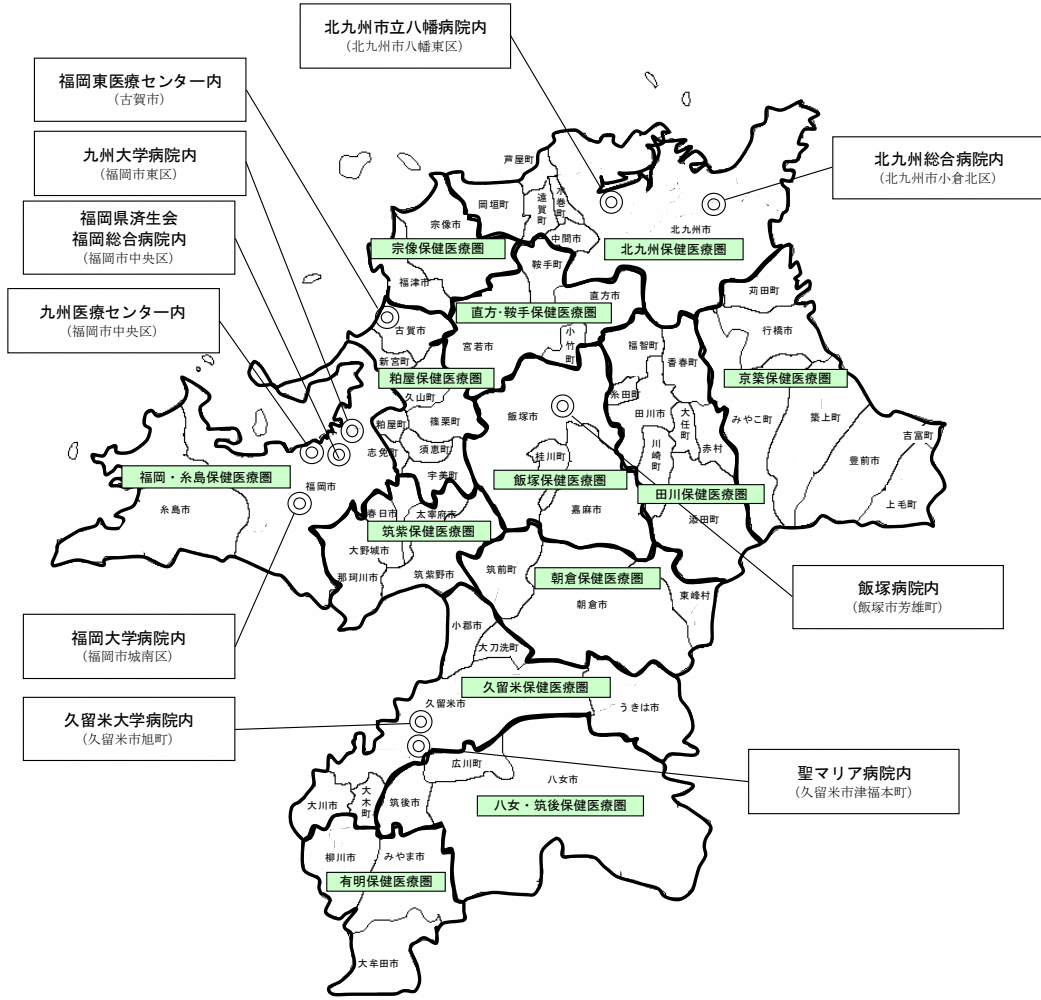 北九州市立八幡病院内
（北九州市八幡東区）
福岡東医療センター内
（古賀市）
九州大学病院内
（福岡市東区）
福岡県済生会
福岡総合病院内
（福岡市中央区）
九州医療センター内
（福岡市中央区）
北九州総合病院内
（北九州市小倉北区）
芦屋町
岡垣町
遠賀町
水巻町
中間市
北九州市
北九州保健医療圏
宗像市
宗像保健医療圏
福津市
鞍手町
直方市
直方・鞍手保健医療圏
宮若市
小竹町
古賀市
新宮町
粕屋保健医療圏
久山町
粕屋町
篠栗町
志免町
須恵町
宇美町
苅田町
行橋市
京築保健医療圏
みやこ町
築上町
豊前市
吉富町
上毛町
福智町
香春町
糸田町
田川市
大任町
川崎町
赤村
田川保健医療圏
添田町
飯塚市
桂川町
飯塚保健医療圏
嘉麻市
福岡・糸島保健医療圏
福岡市
糸島市
春日市
太宰府市
筑紫保健医療圏
大野城市
那珂川市
筑紫野市
筑前町
朝倉保健医療圏
朝倉市
東峰村
飯塚病院内
（飯塚市芳雄町）
福岡大学病院内
（福岡市城南区）
小郡市
大刀洗町
久留米保健医療圏
久留米市
うきは市
久留米大学病院内
（久留米市旭町）
聖マリア病院内
（久留米市津福本町）
広川町
八女市
大川市
大木町
筑後市
八女・筑後保健医療圏
柳川市
みやま市
有明保健医療圏
大牟田市